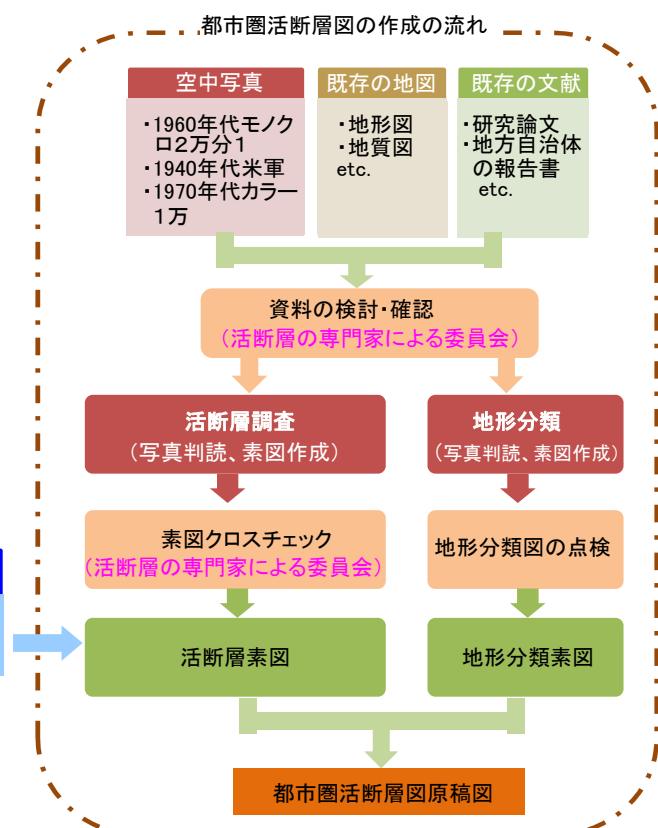 都市圏活断層図の作成の流れ
空中写真
・1960年代モノク
ロ2万分1
・1940年代米軍
・1970年代カラー
1万
既存の地図
・地形図
・地質図
etc.
既存の文献
・研究論文
・地方自治体
の報告書
etc.
資料の検討・確認
(活断層の専門家による委員会)
活断層調査
(写真判読、素図作成)
地形分類
(写真判読、素図作成)
素図クロスチェック
(活断層の専門家による委員会)
地形分類図の点検
活断層素図
地形分類素図
都市圏活断層図原稿図